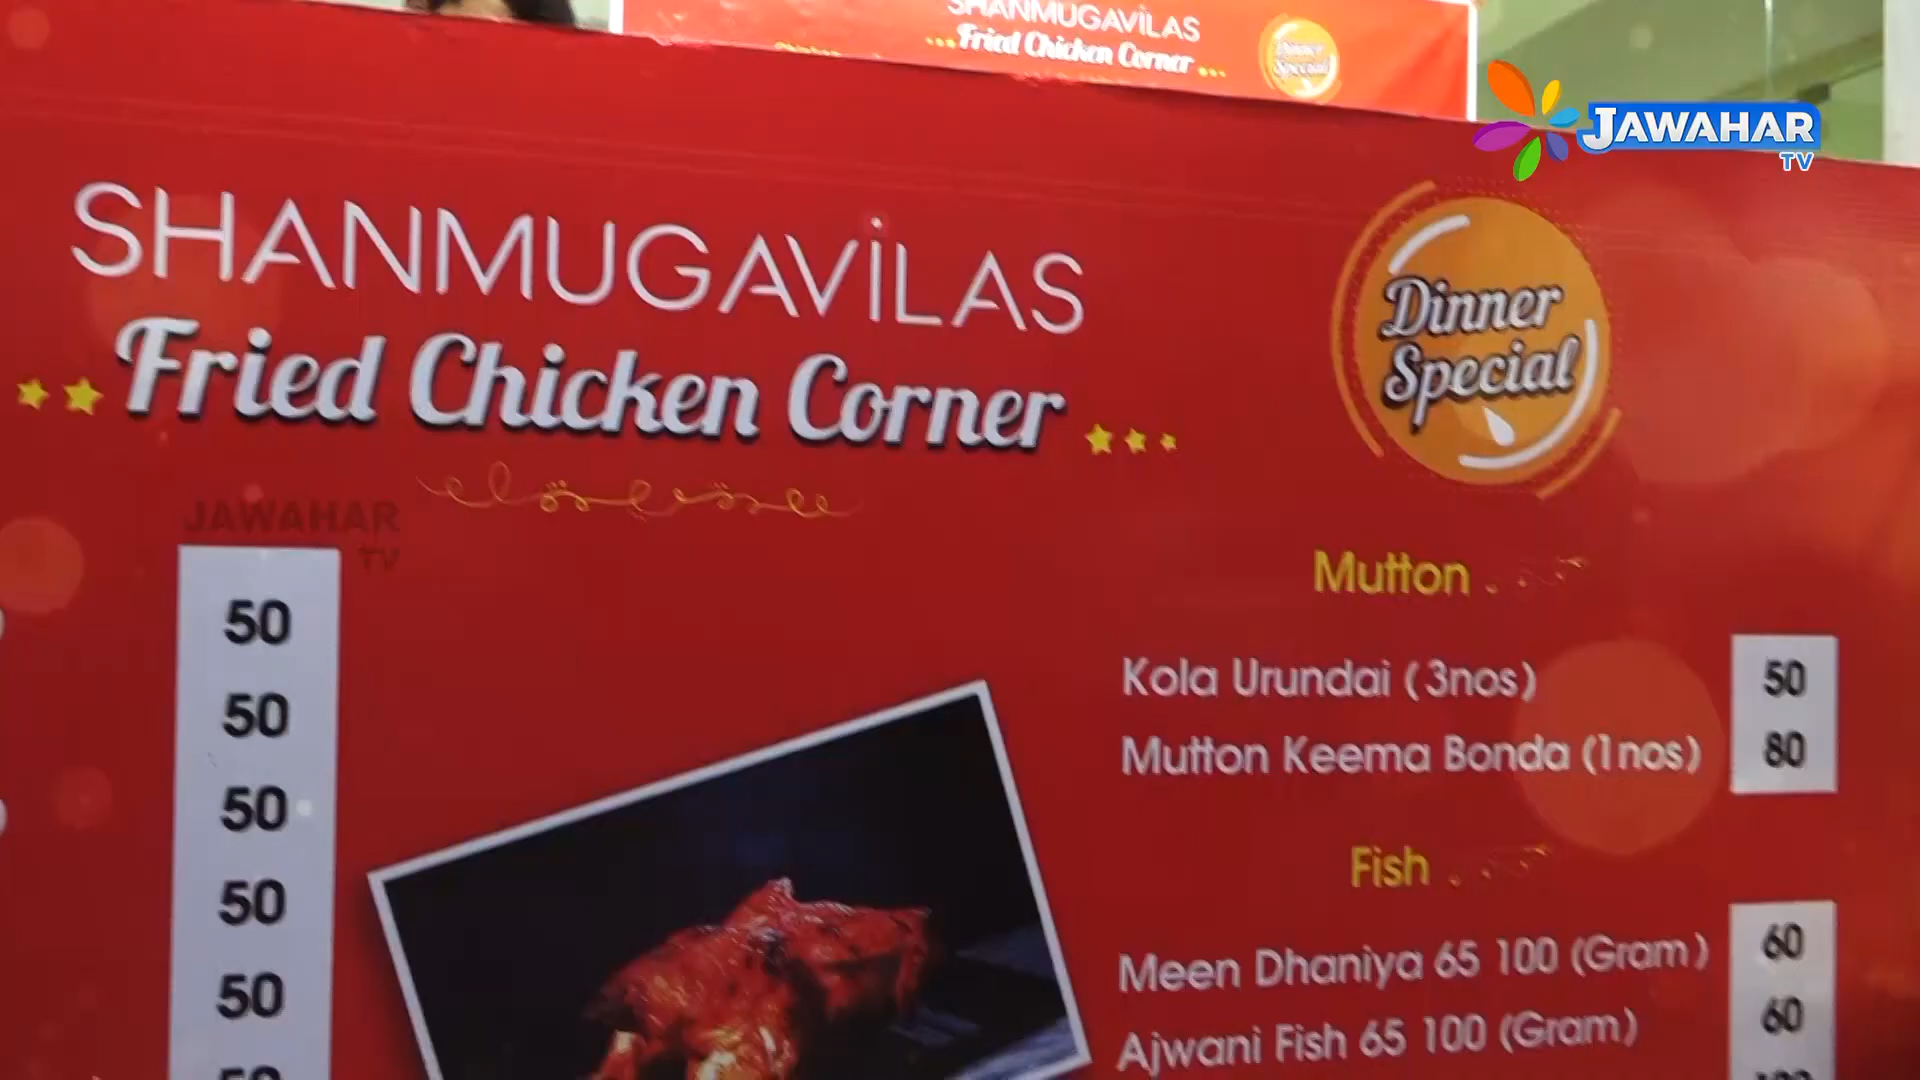 SHANMUGAVILAS
Fried Chicken Corner
Dinner
Special
JAWAHAR
TV
SHANMUGAVILAS
Fried Chicken Corner
Dinner
Special
JAWAHAR
TV
50
50
50
50
50
50
Mutton
Kola Urundai (3nos) 50
Mutton Keema Bonda (1nos) 80
Fish
Meen Dhaniya 65 100 (Gram) 60
Ajwani Fish 65 100 (Gram) 60